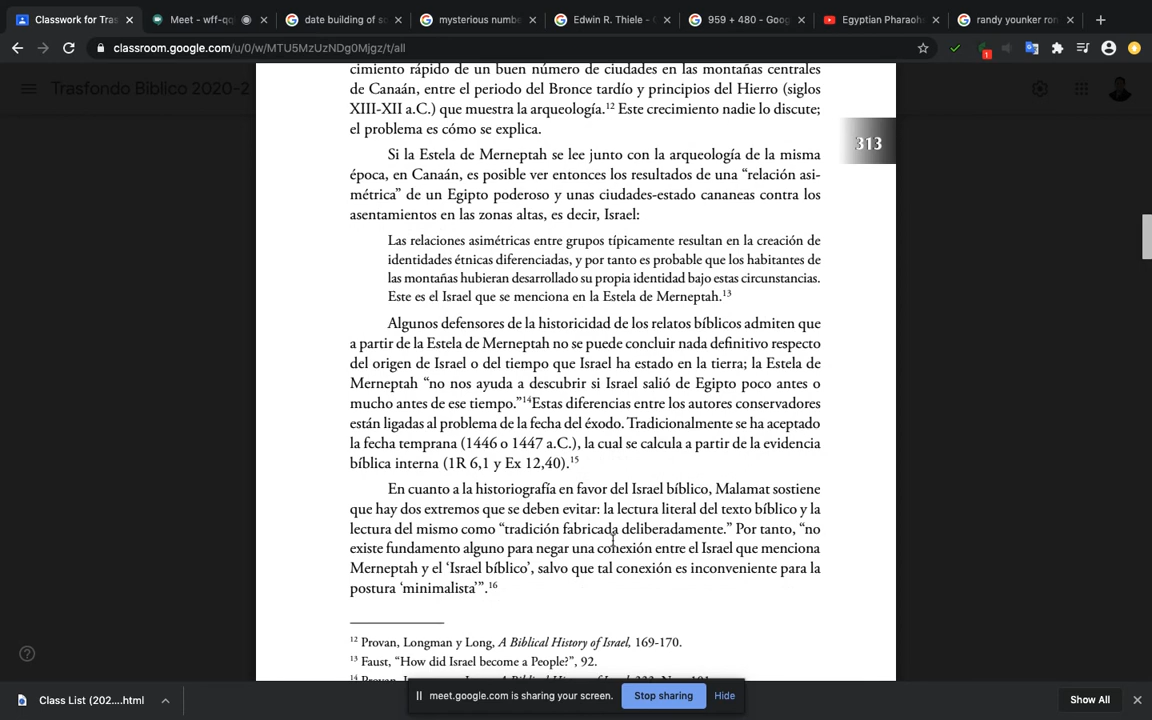 Classwork for Tras
Meet - wff-gq
date building of so
mysterious numbe
Edwin R. Thiele -
959 + 480 - Goog
Egyptian Pharaohs
randy younker ron
classroom.google.com/u/0/w/MTU5MzUzNDg0Mjgz/t/all
1
Trasfondo Bíblico 2020-2
cimiento rápido de un buen número de ciudades en las montañas centrales
de Canaán, entre el periodo del Bronce tardío y principios del Hierro (siglos
XIII-XII a.C.) que muestra la arqueología.12 Este crecimiento nadie lo discute;
el problema es cómo se explica.
313
Si la Estela de Merneptah se lee junto con la arqueología de la misma
época, en Canaán, es posible ver entonces los resultados de una “relación asi-
métrica” de un Egipto poderoso y unas ciudades-estado cananeas contra los
asentamientos en las zonas altas, es decir, Israel:
Las relaciones asimétricas entre grupos típicamente resultan en la creación de
identidades étnicas diferenciadas, y por tanto es probable que los habitantes de
las montañas hubieran desarrollado su propia identidad bajo estas circunstancias.
Este es el Israel que se menciona en la Estela de Merneptah.13
Algunos defensores de la historicidad de los relatos bíblicos admiten que
a partir de la Estela de Merneptah no se puede concluir nada definitivo respecto
del origen de Israel o del tiempo que Israel ha estado en la tierra; la Estela de
Merneptah “no nos ayuda a descubrir si Israel salió de Egipto poco antes o
mucho antes de ese tiempo.”14Estas diferencias entre los autores conservadores
están ligadas al problema de la fecha del éxodo. Tradicionalmente se ha aceptado
la fecha temprana (1446 o 1447 a.C.), la cual se calcula a partir de la evidencia
bíblica interna (1R 6,1 y Ex 12,40).15
En cuanto a la historiografía en favor del Israel bíblico, Malamat sostiene
que hay dos extremos que se deben evitar: la lectura literal del texto bíblico y la
lectura del mismo como “tradición fabricada deliberadamente.” Por tanto, “no
existe fundamento alguno para negar una conexión entre el Israel que menciona
Merneptah y el ‘Israel bíblico’, salvo que tal conexión es inconveniente para la
postura ‘minimalista’”.16
12 Provan, Longman y Long, A Biblical History of Israel, 169-170.
13 Faust, “How did Israel become a People?”, 92.
meet.google.com is sharing your screen.
Stop sharing
Hide
Class List (202....html
Show All